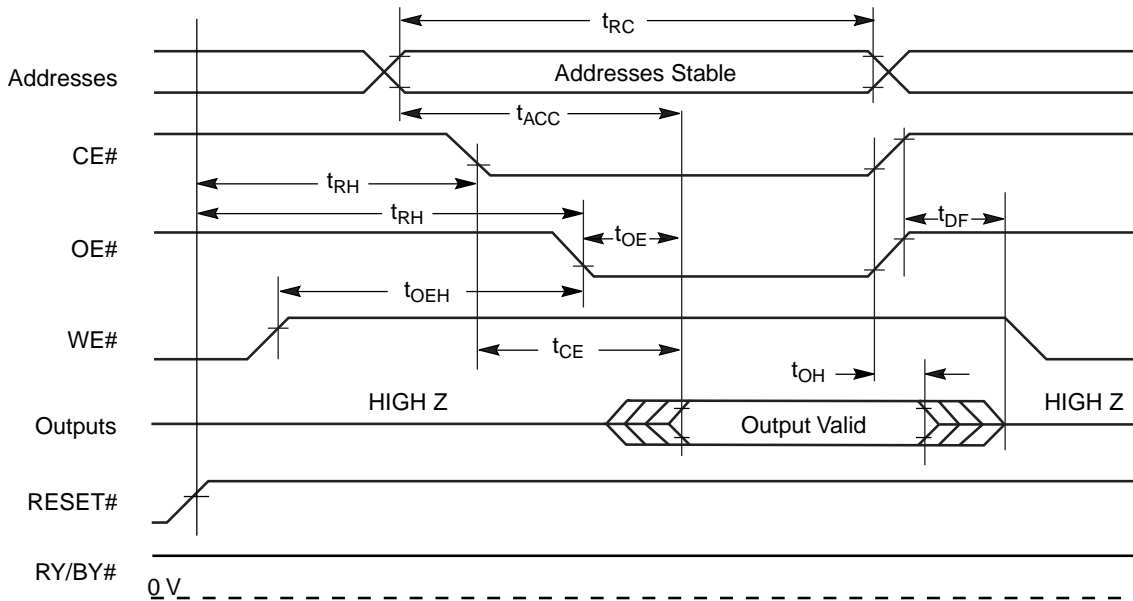 tRC
Addresses
Addresses Stable
tACC
CE#
tRH
tRH
tOE
tDF
OE#
tOEH
WE#
tCE
tOH
HIGH Z
HIGH Z
Outputs
Output Valid
RESET#
RY/BY#
0 V